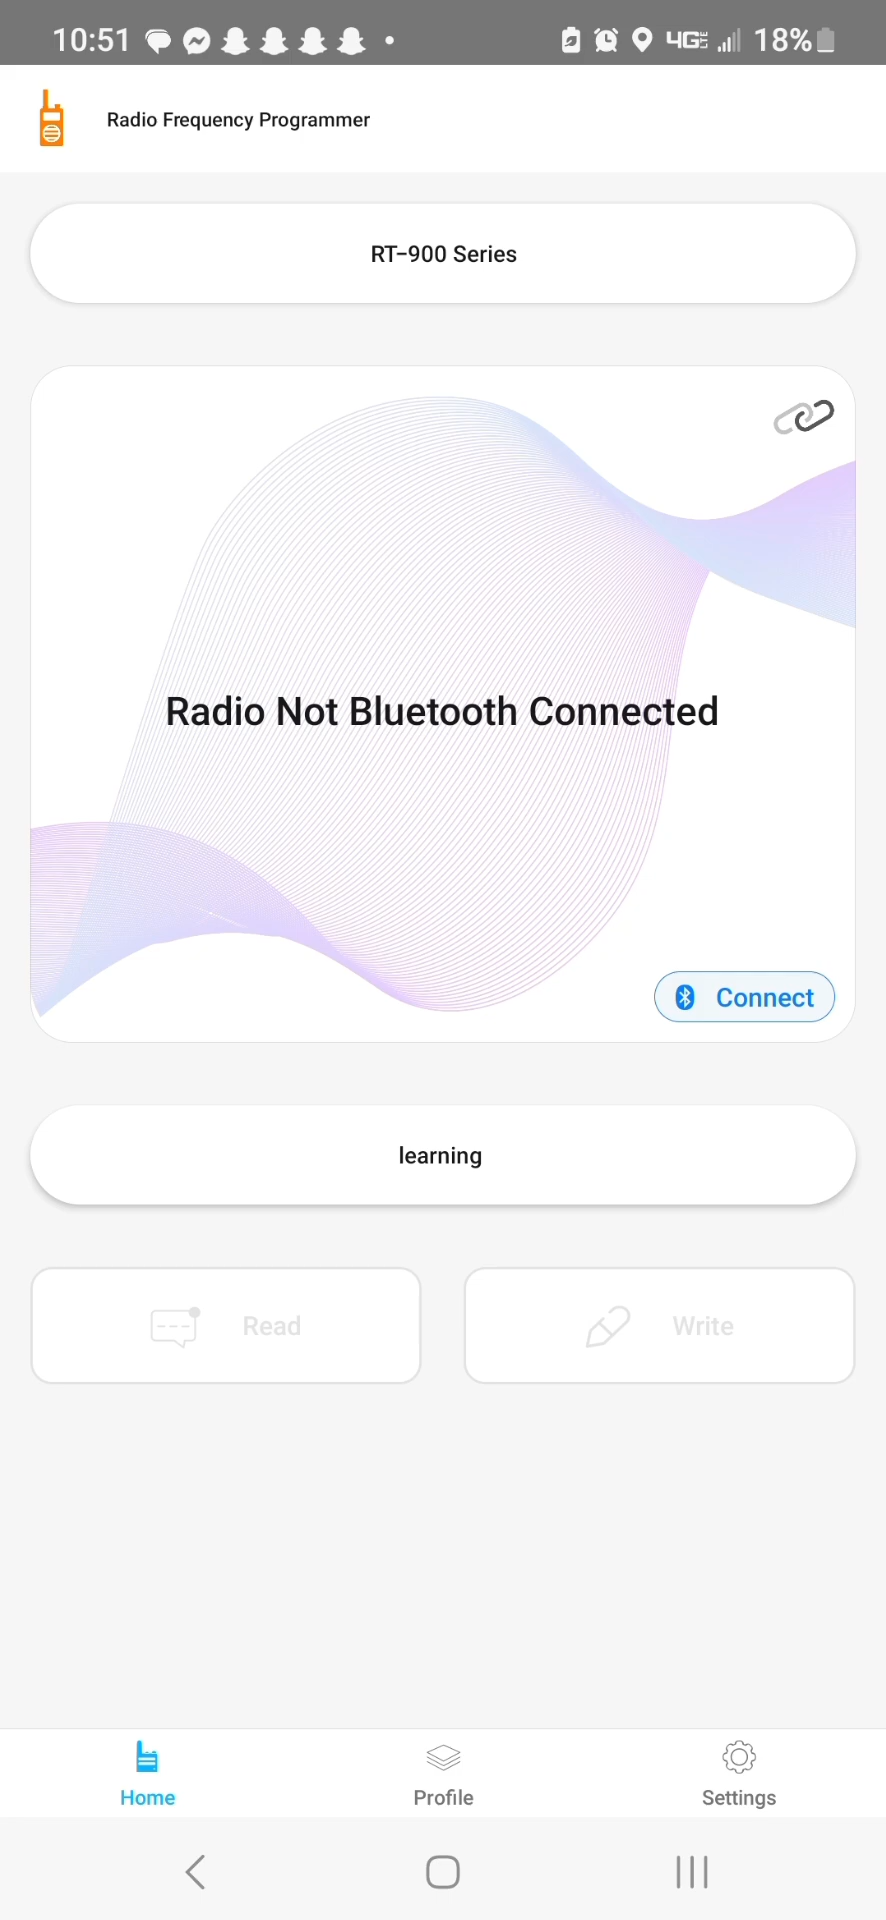 10:51 4G LTE 18%
Radio Frequency Programmer
RT-900 Series
Radio Not Bluetooth Connected
Connect
learning
Read Write
Home Profile Settings